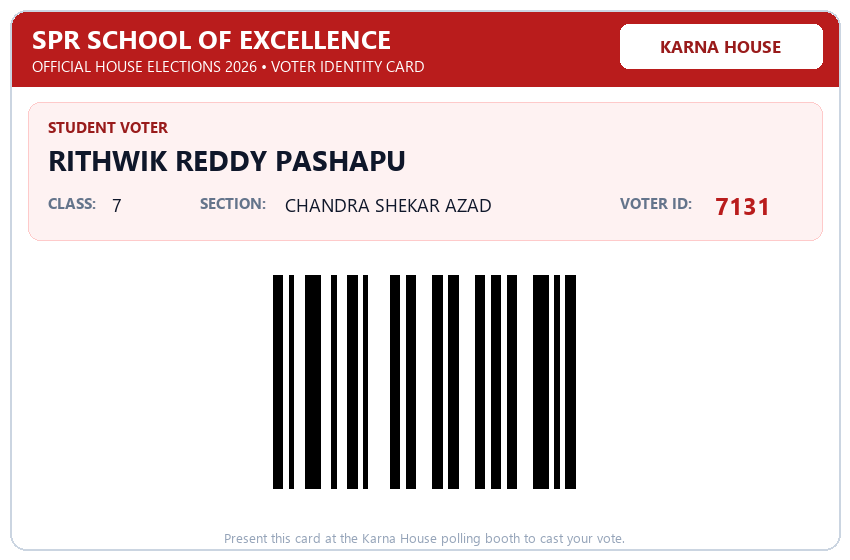 SPR SCHOOL OF EXCELLENCE
OFFICIAL HOUSE ELECTIONS 2026 • VOTER IDENTITY CARD
KARNA HOUSE
STUDENT VOTER
RITHWIK REDDY PASHAPU
CLASS: 7 SECTION: CHANDRA SHEKAR AZAD VOTER ID: 7131
Present this card at the Karna House polling booth to cast your vote.